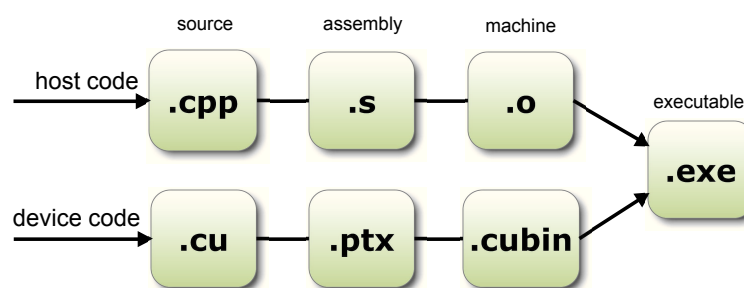 source assembly machine
host code .cpp .s .o
executable
.exe
device code .cu .ptx .cubin